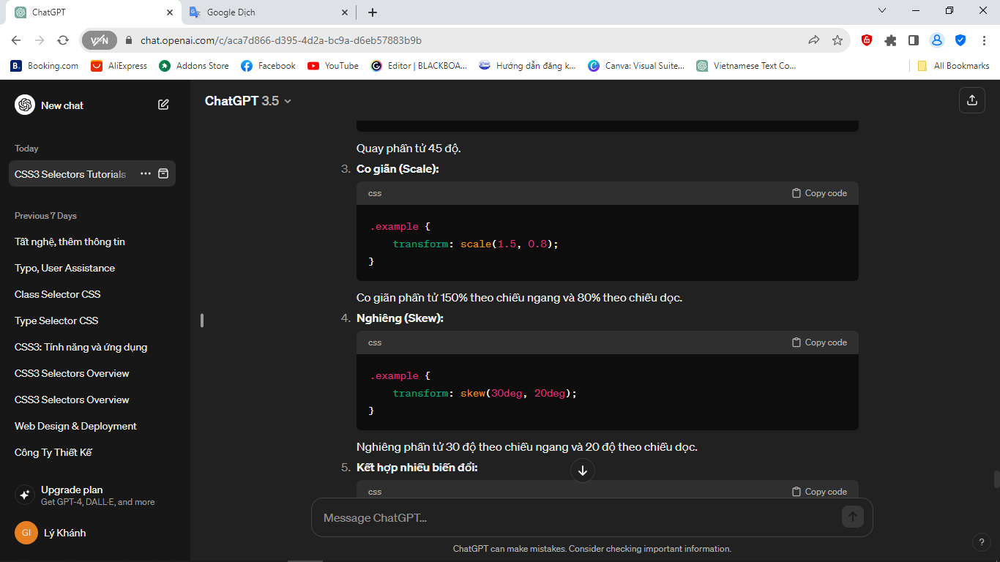 ChatGPT
Google Dịch
VPN
chat.openai.com/c/aca7d866-d395-4d2a-bc9a-d6eb57883b9b
B. Booking.com
AliExpress
Addons Store
Facebook
YouTube
Editor | BLACKBOA...
Hướng dẫn đăng k...
Canva: Visual Suite...
Vietnamese Text Co...
All Bookmarks
New chat
Today
CSS3 Selectors Tutorials
Previous 7 Days
Tất nghệ, thêm thông tin
Typo, User Assistance
Class Selector CSS
Type Selector CSS
CSS3: Tính năng và ứng dụng
CSS3 Selectors Overview
CSS3 Selectors Overview
Web Design & Deployment
Công Ty Thiết Kế
Upgrade plan
Get GPT-4, DALL·E, and more
GI Lý Khánh
ChatGPT 3.5
Quay phần tử 45 độ.
3. Co giãn (Scale):
css Copy code
.example {
transform: scale(1.5, 0.8);
}
Co giãn phần tử 150% theo chiều ngang và 80% theo chiều dọc.
4. Nghiêng (Skew):
css Copy code
.example {
transform: skew(30deg, 20deg);
}
Nghiêng phần tử 30 độ theo chiều ngang và 20 độ theo chiều dọc.
5. Kết hợp nhiều biến đổi:
css Copy code
Message ChatGPT...
ChatGPT can make mistakes. Consider checking important information.
?